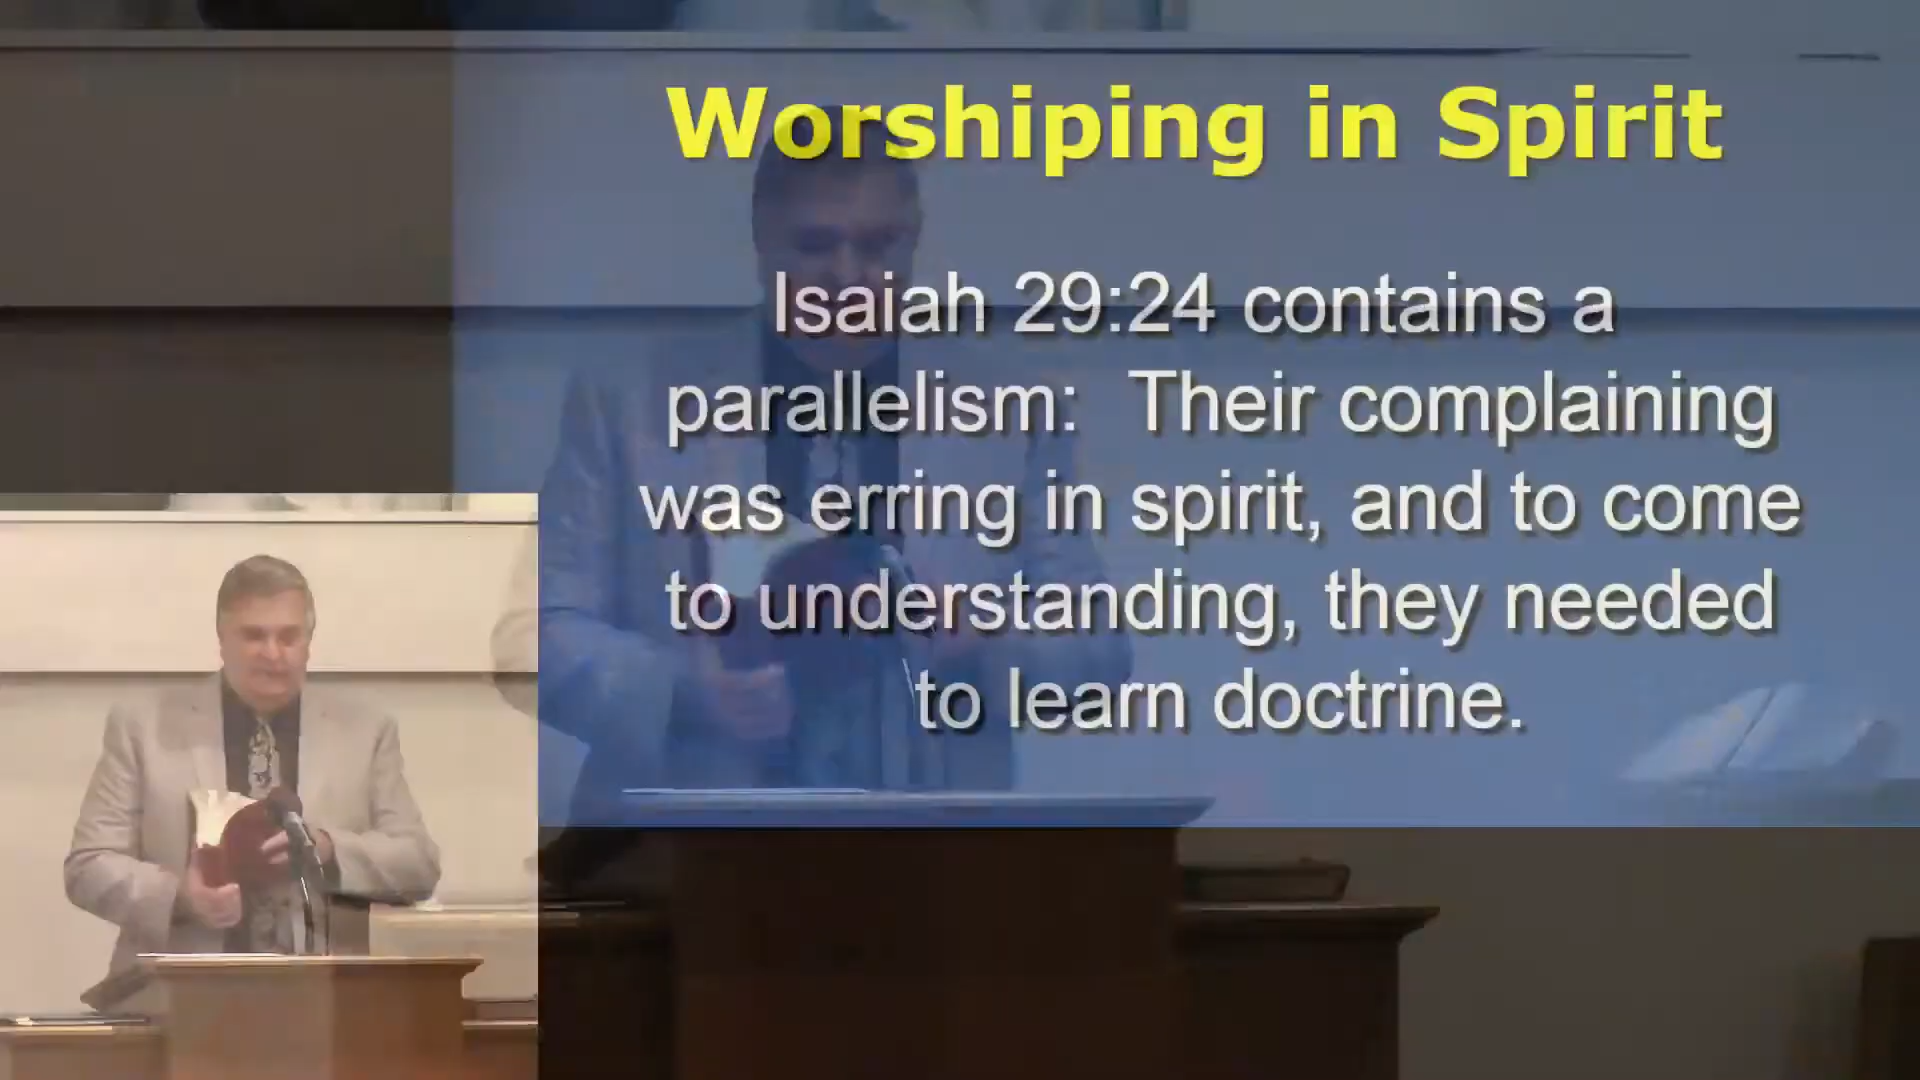 Worshiping in Spirit
Isaiah 29:24 contains a
parallelism:  Their complaining
was erring in spirit, and to come
to understanding, they needed
to learn doctrine.